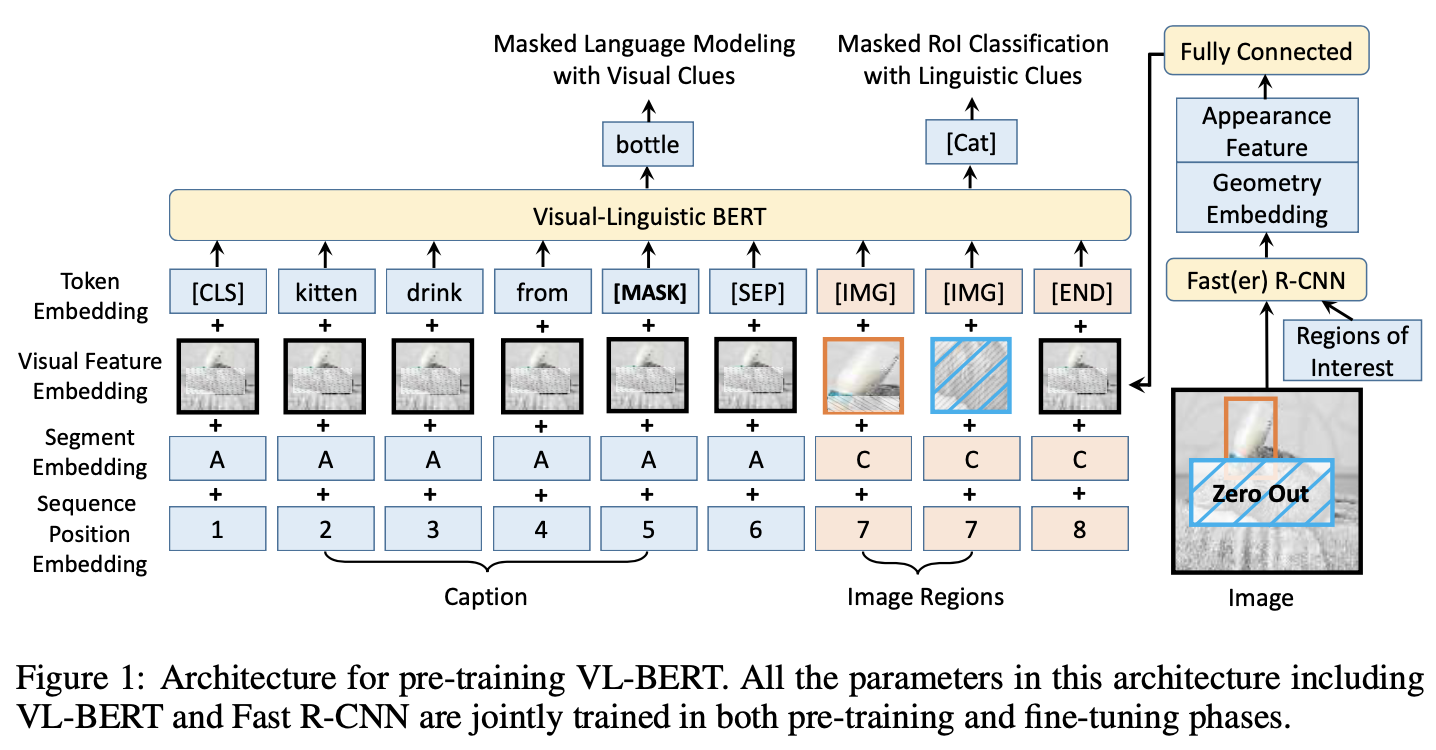 Masked Language Modeling
with Visual Clues
Masked RoI Classification
with Linguistic Clues
Fully Connected
Appearance
Feature
Geometry
Embedding
Fast(er) R-CNN
Regions of
Interest
bottle
[Cat]
Visual-Linguistic BERT
Token
Embedding
[CLS] kitten drink from [MASK] [SEP] [IMG] [IMG] [END]
+ + + + + + + + +
Visual Feature
Embedding
+ + + + + + + + +
Segment
Embedding
A A A A A A C C C
+ + + + + + + + +
Sequence
Position
Embedding
1 2 3 4 5 6 7 7 8
Caption
Image Regions
Zero Out
Image
Figure 1: Architecture for pre-training VL-BERT. All the parameters in this architecture including
VL-BERT and Fast R-CNN are jointly trained in both pre-training and fine-tuning phases.